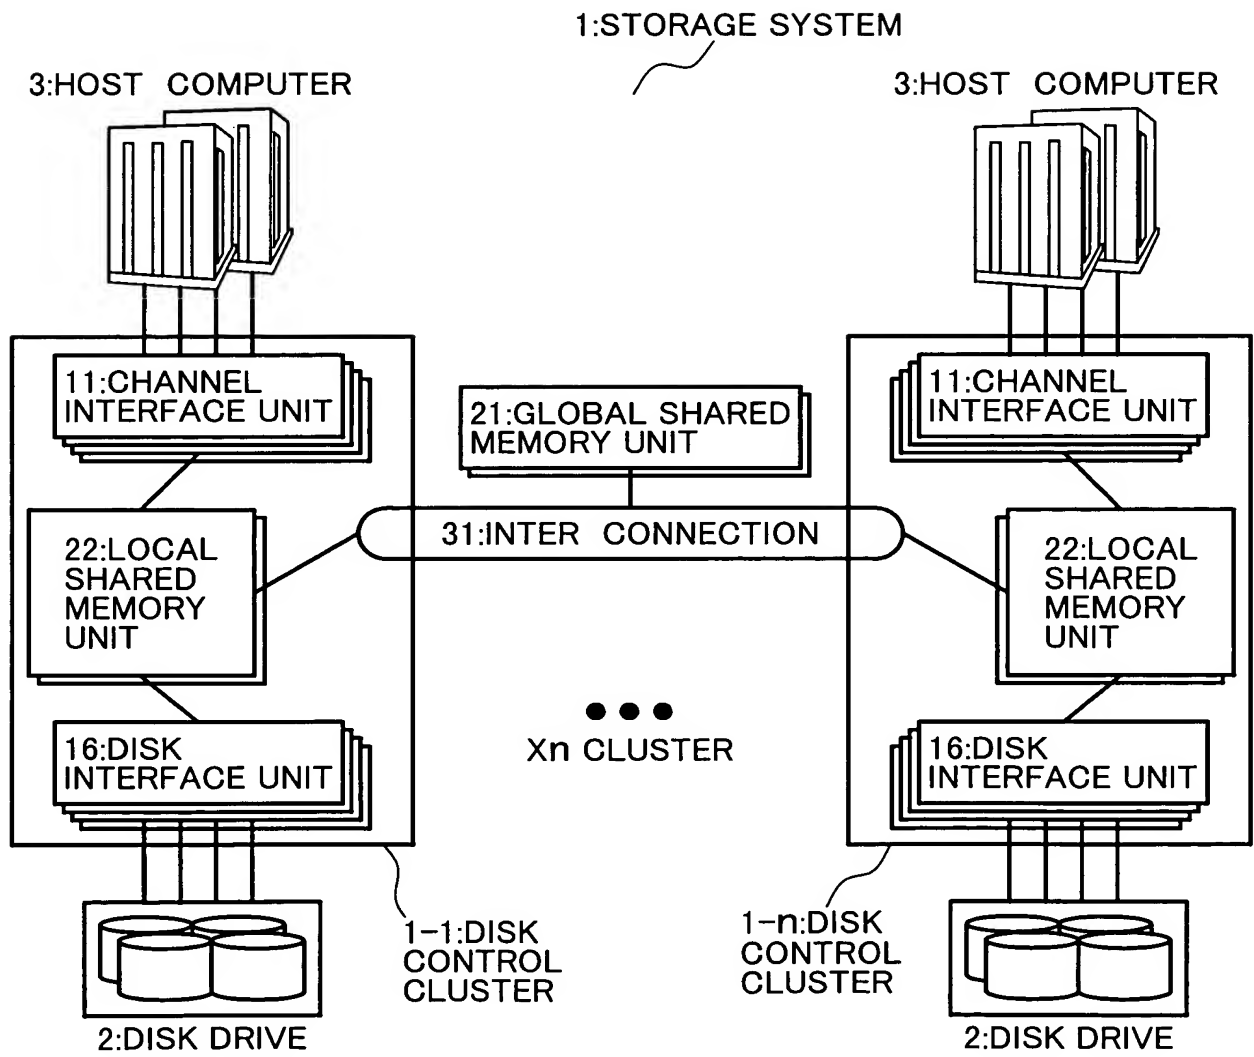 1:STORAGE SYSTEM
3:HOST COMPUTER
3:HOST COMPUTER
11:CHANNEL
INTERFACE UNIT
21:GLOBAL SHARED
MEMORY UNIT
11:CHANNEL
INTERFACE UNIT
31:INTER CONNECTION
22:LOCAL
SHARED
MEMORY
UNIT
22:LOCAL
SHARED
MEMORY
UNIT
16:DISK
INTERFACE UNIT
Xn CLUSTER
16:DISK
INTERFACE UNIT
1-1:DISK
CONTROL
CLUSTER
1-n:DISK
CONTROL
CLUSTER
2:DISK DRIVE
2:DISK DRIVE